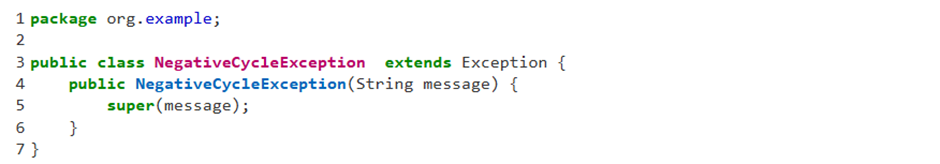 1 package org.example;
2
3 public class NegativeCycleException  extends Exception {
4     public NegativeCycleException(String message) {
5         super(message);
6     }
7 }